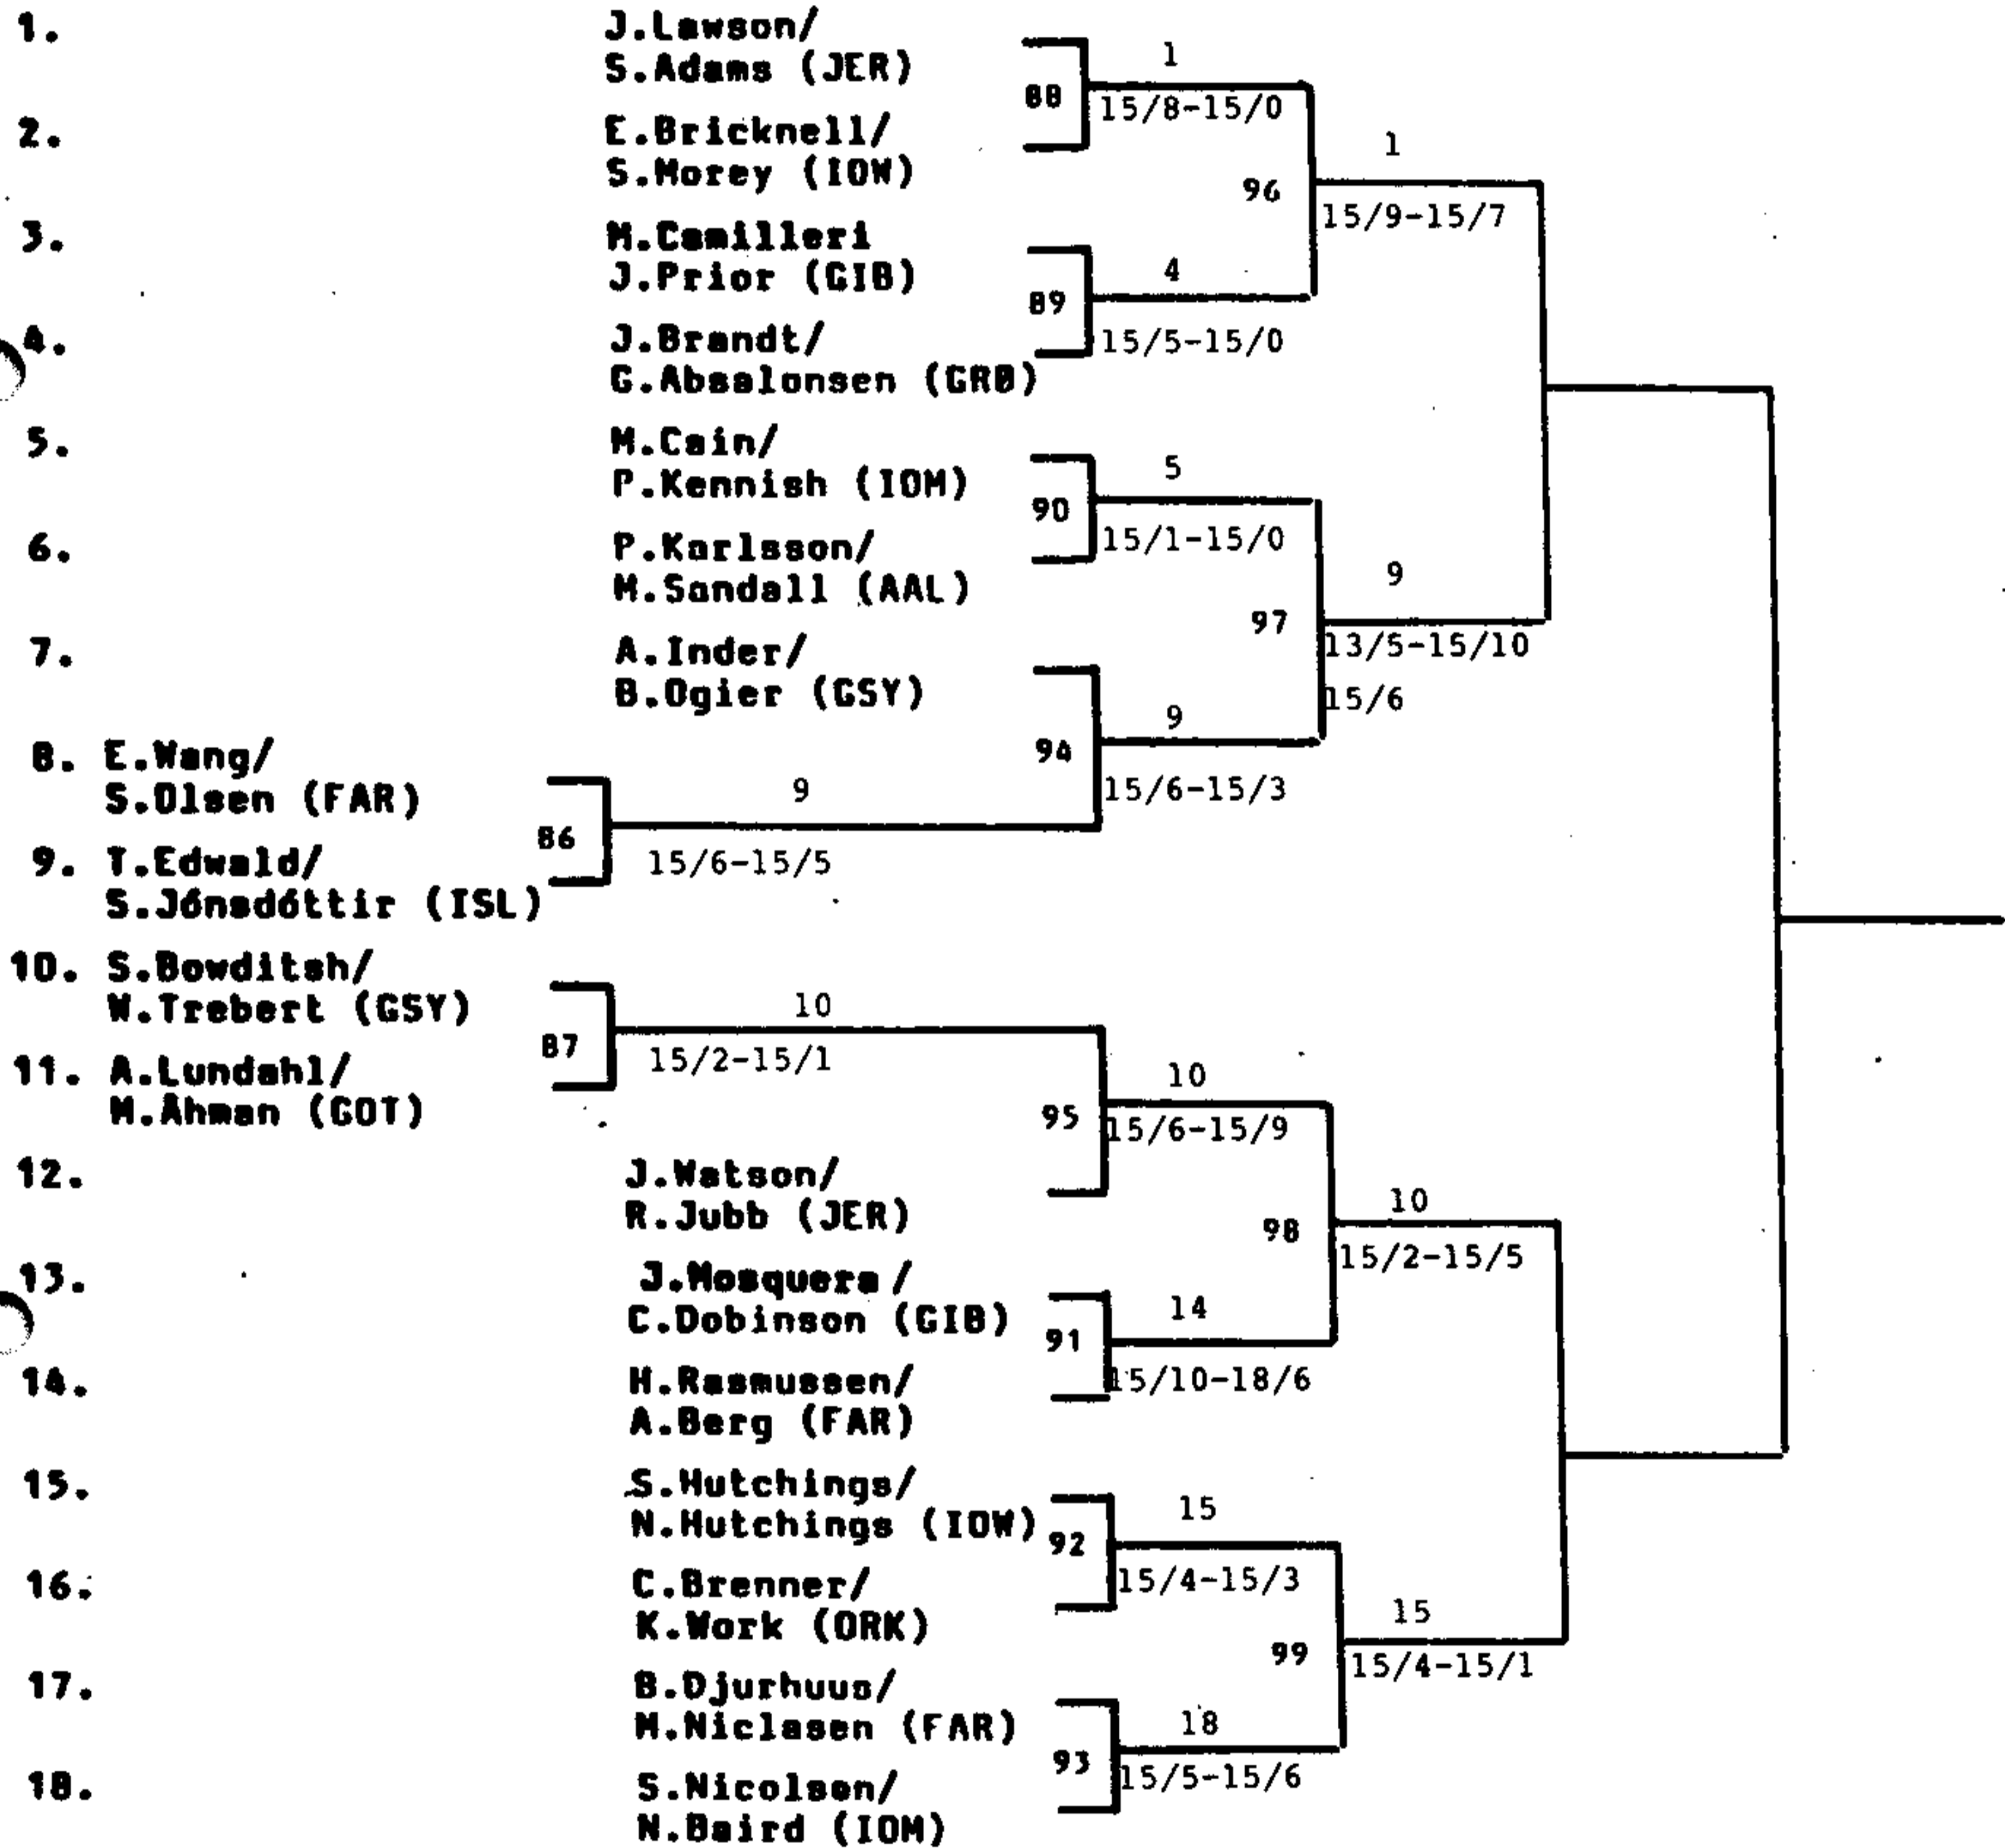 1. J.Lawson/
S.Adams (JER)
1
88
15/8-15/0
2. E.Bricknell/
S.Morey (IOW)
1
96
15/9-15/7
3. M.Camilleri
J.Prior (GIB)
4
89
15/5-15/0
4. J.Brandt/
G.Absalonsen (GRØ)
5. M.Cain/
P.Kennish (IOM)
5
90
15/1-15/0
6. P.Karlsson/
M.Sandall (AAL)
9
97
13/5-15/10
15/6
7. A.Inder/
B.Ogier (GSY)
9
94
15/6-15/3
8. E.Wang/
S.Olsen (FAR)
9
86
15/6-15/5
9. T.Edwald/
S.Jónsdóttir (ISL)
10. S.Bowditsh/
W.Trebert (GSY)
10
87
15/2-15/1
11. A.Lundahl/
M.Åhman (GOT)
10
95
15/6-15/9
12. J.Watson/
R.Jubb (JER)
10
98
15/2-15/5
13. J.Mosquera/
C.Dobinson (GIB)
14
91
15/10-18/6
14. H.Rasmussen/
A.Berg (FAR)
15. S.Hutchings/
N.Hutchings (IOW)
15
92
15/4-15/3
16. C.Brenner/
K.Work (ORK)
15
99
15/4-15/1
17. B.Djurhuus/
M.Niclasen (FAR)
18
93
15/5-15/6
18. S.Nicolson/
N.Baird (IOM)